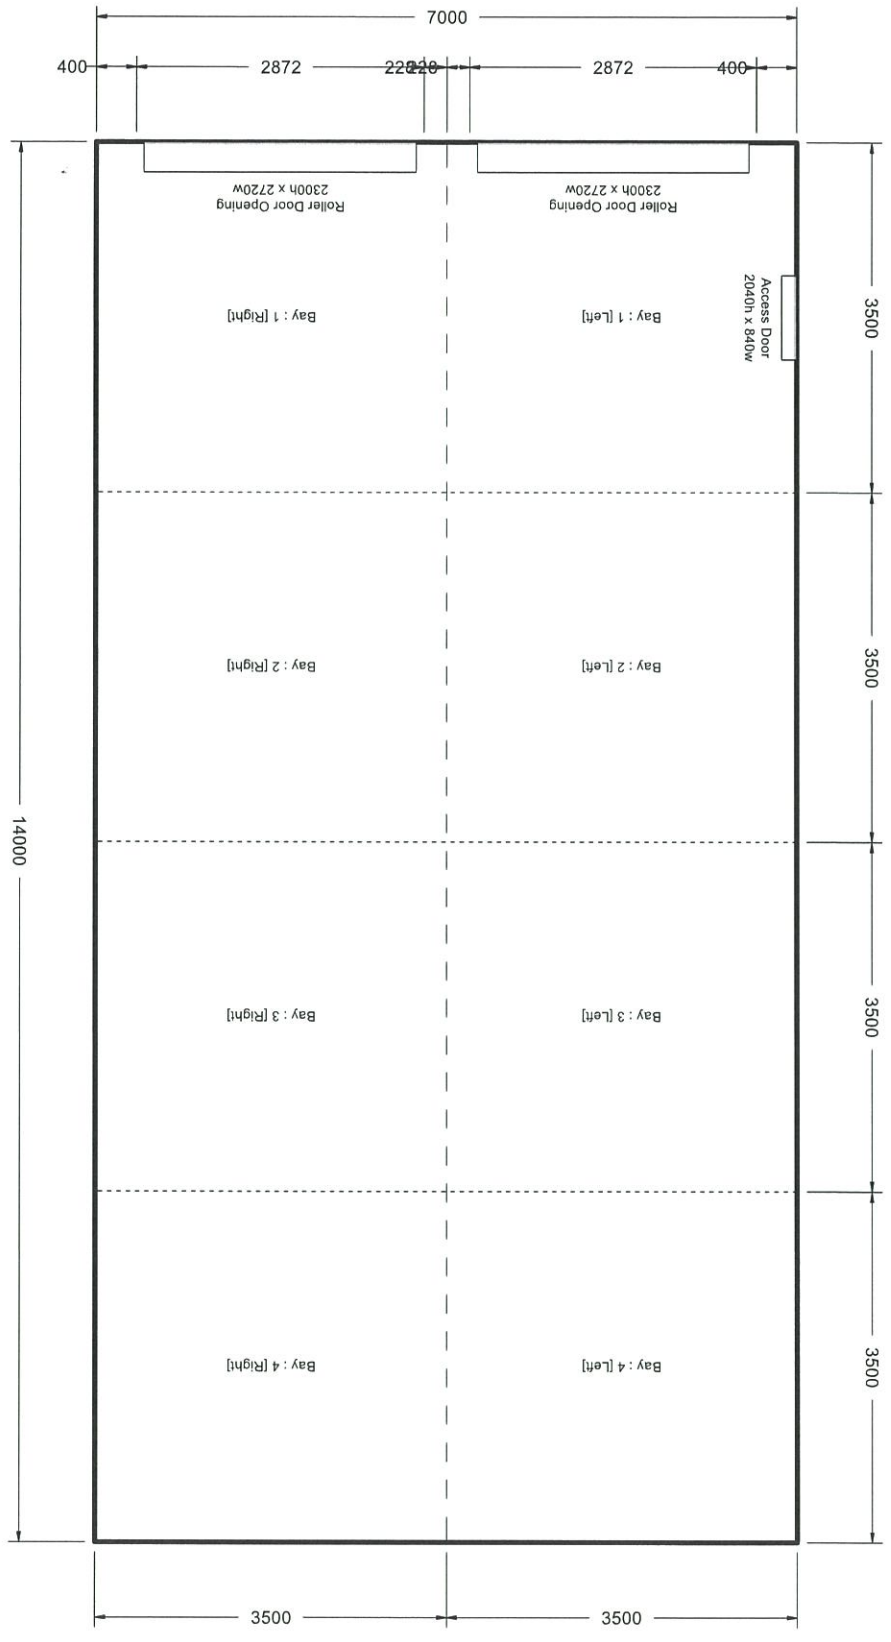 7000
400
2872
228
228
2872
400
Roller Door Opening
2300h x 2720w
Roller Door Opening
2300h x 2720w
Access Door
2040h x 840w
Bay : 1 [Right]
Bay : 1 [Left]
3500
Bay : 2 [Right]
Bay : 2 [Left]
3500
14000
Bay : 3 [Right]
Bay : 3 [Left]
3500
Bay : 4 [Right]
Bay : 4 [Left]
3500
3500
3500